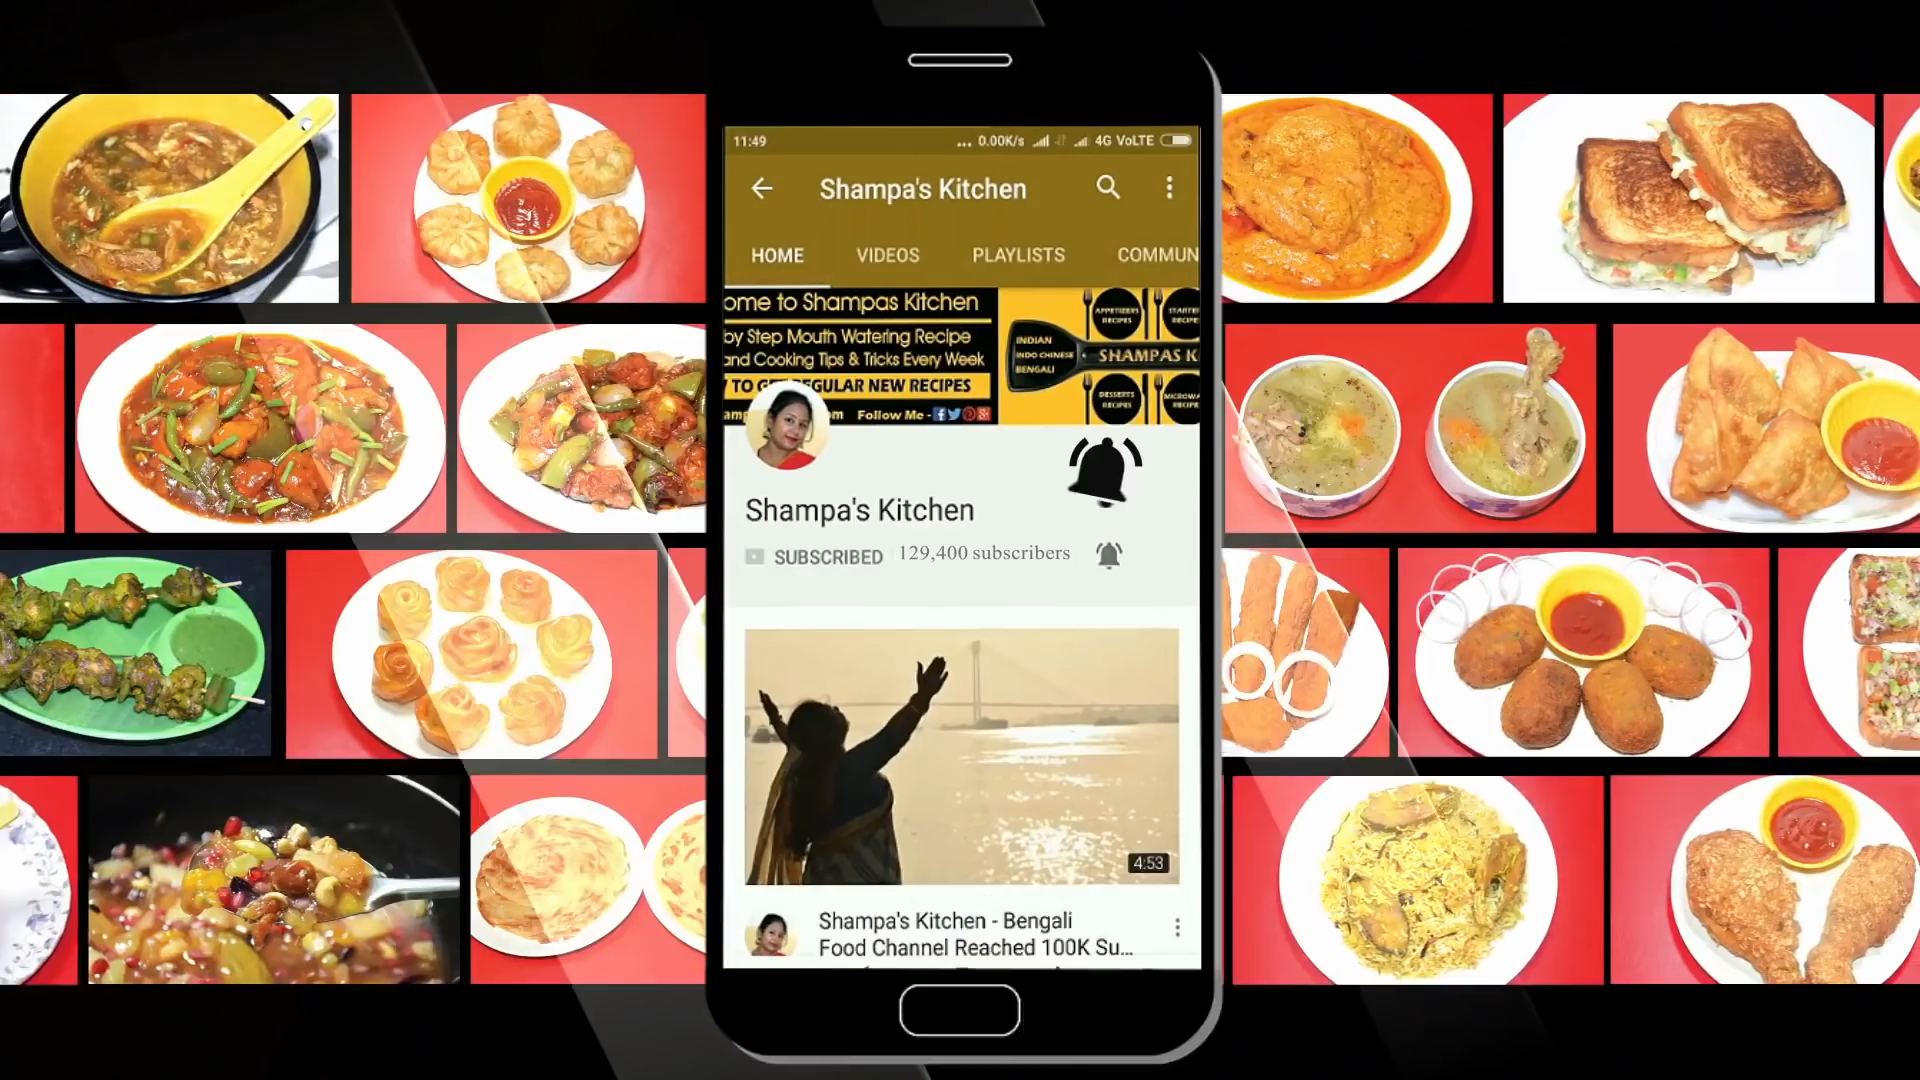 11:49
... 0.00K/s 4G VoLTE
Shampa's Kitchen
HOME VIDEOS PLAYLISTS COMMUN
ome to Shampas Kitchen
by Step Mouth Watering Recipe
and Cooking Tips & Tricks Every Week
REGULAR NEW RECIPES
Follow Me -
APPETIZERS
RECIPES
INDIAN
INDO CHINESE
BENGALI
SHAMPAS K
DESSERTS
RECIPES
Shampa's Kitchen
SUBSCRIBED 129,400 subscribers
4:53
Shampa's Kitchen - Bengali
Food Channel Reached 100K Su...